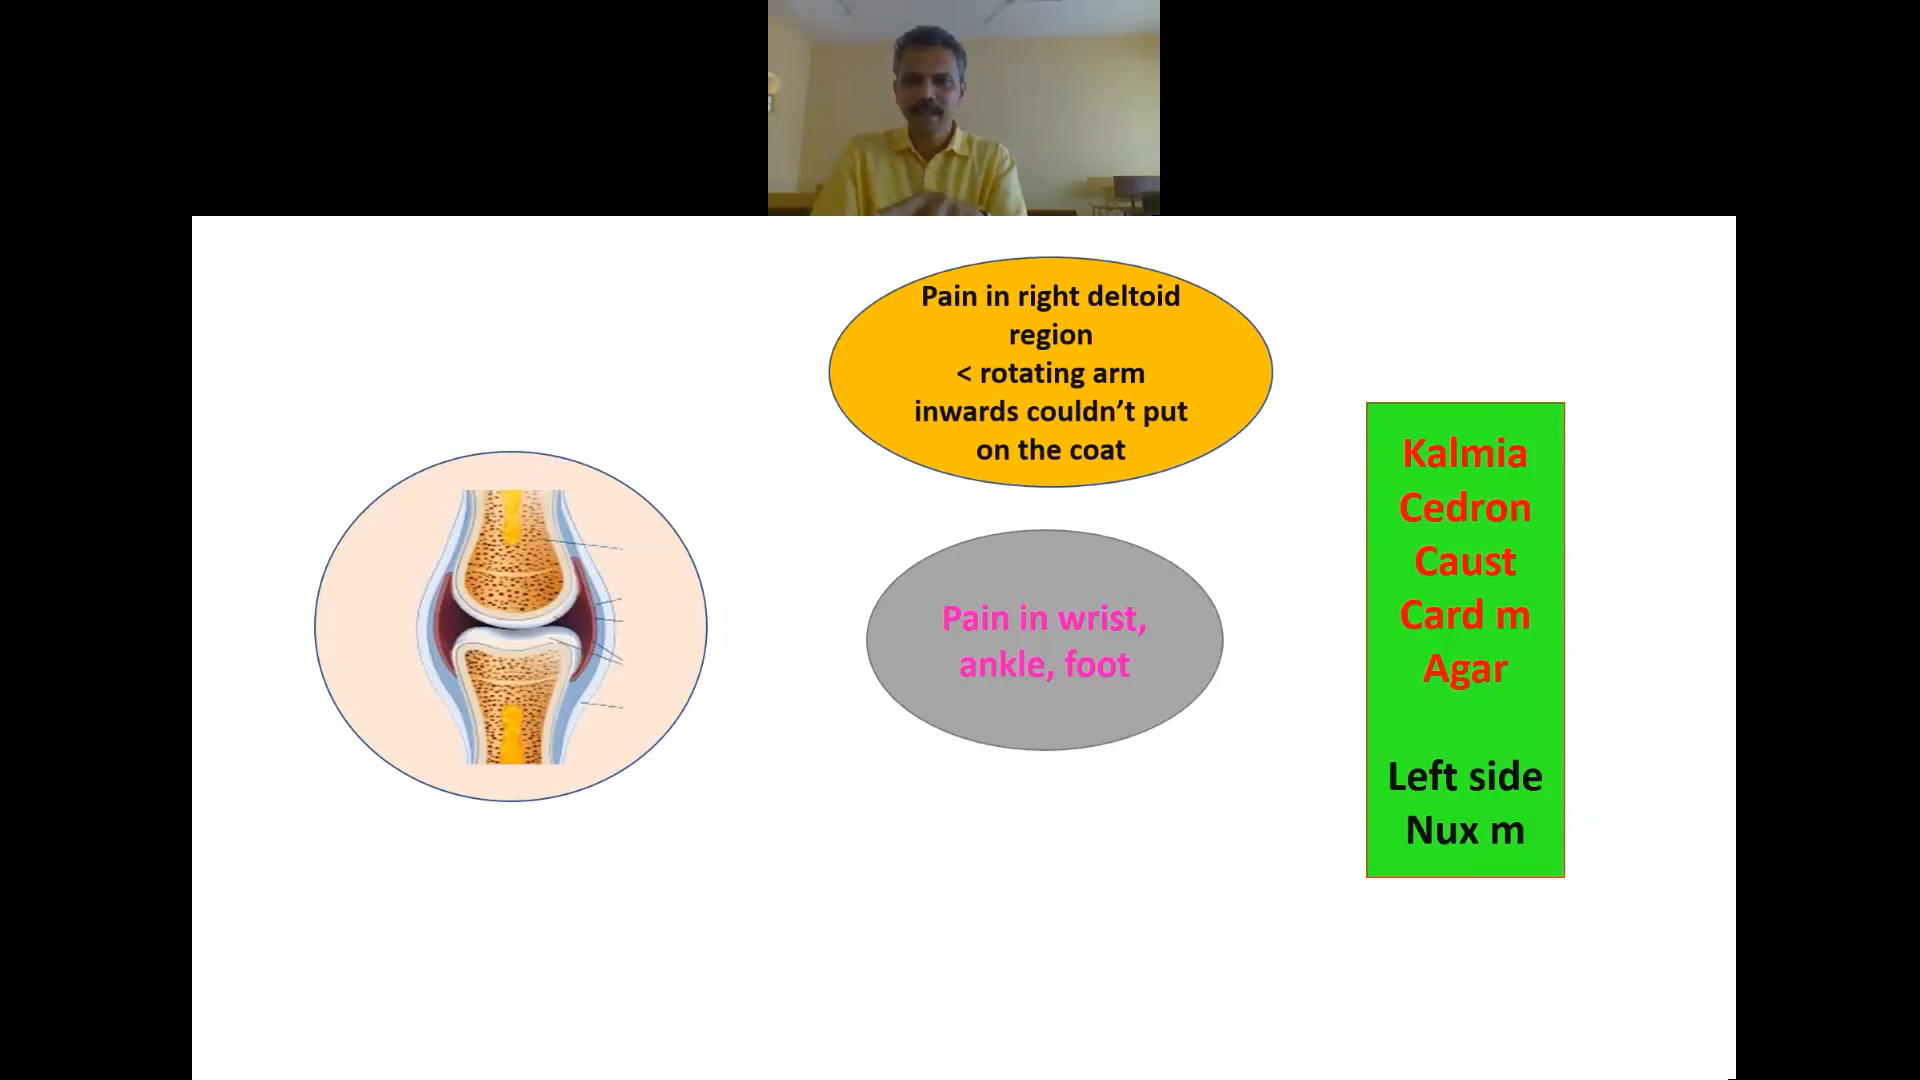 Pain in right deltoid
region
< rotating arm
inwards couldn’t put
on the coat
Pain in wrist,
ankle, foot
Kalmia
Cedron
Caust
Card m
Agar
Left side
Nux m